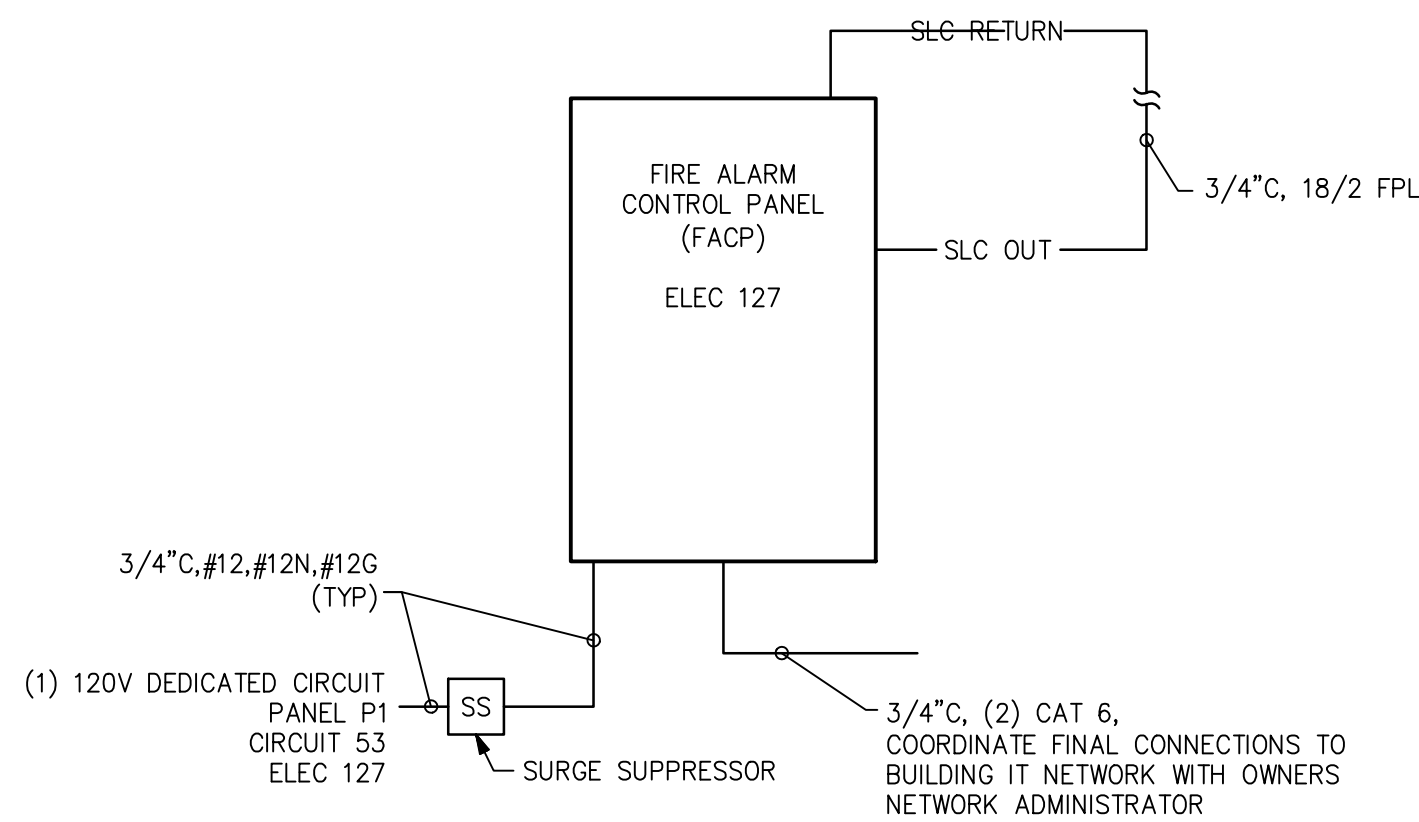 SLC RETURN
FIRE ALARM
CONTROL PANEL
(FACP)
ELEC 127
3/4”C, 18/2 FPL
SLC OUT
3/4”C,#12,#12N,#12G
(TYP)
(1) 120V DEDICATED CIRCUIT
PANEL P1
CIRCUIT 53
ELEC 127
SS
SURGE SUPPRESSOR
3/4”C, (2) CAT 6,
COORDINATE FINAL CONNECTIONS TO
BUILDING IT NETWORK WITH OWNERS
NETWORK ADMINISTRATOR